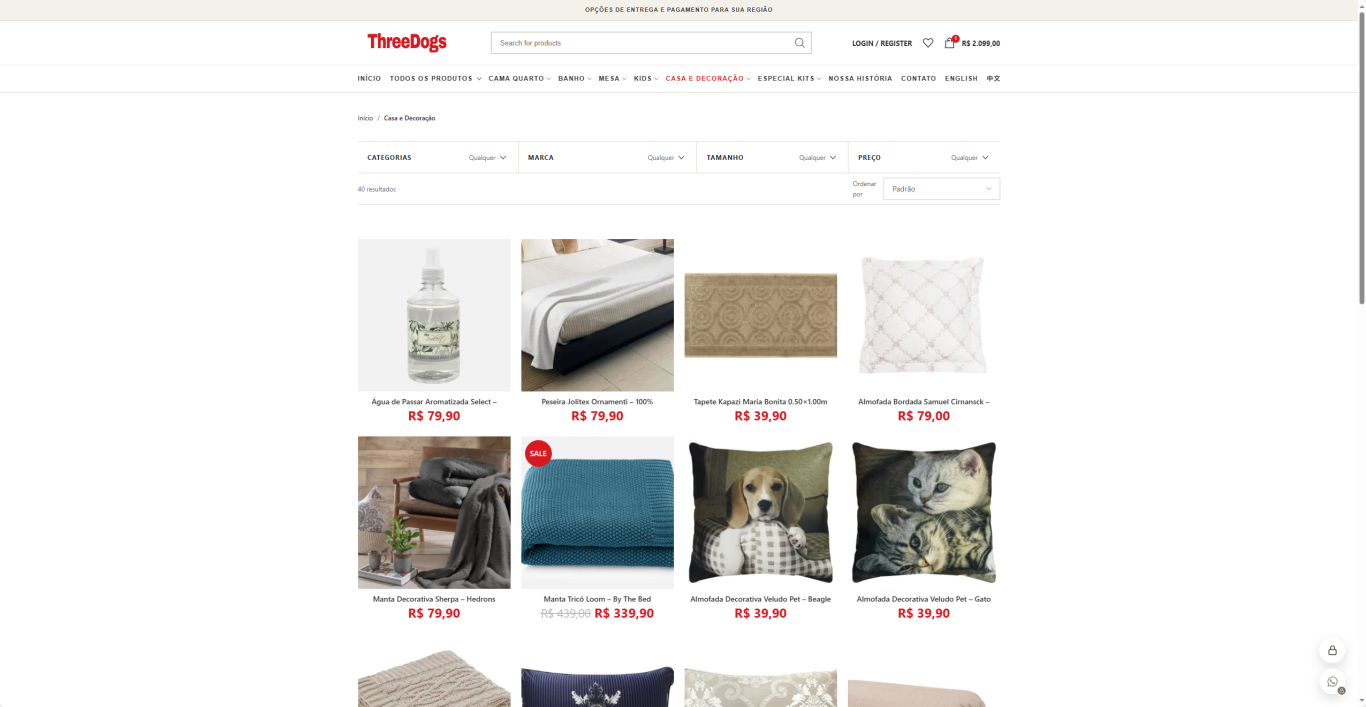 OPÇÕES DE ENTREGA E PAGAMENTO PARA SUA REGIÃO
ThreeDogs
Search for products
LOGIN / REGISTER
1
R$ 2.099,00
INÍCIO TODOS OS PRODUTOS CAMA QUARTO BANHO MESA KIDS CASA E DECORAÇÃO ESPECIAL KITS NOSSA HISTÓRIA CONTATO ENGLISH 中文
Início / Casa e Decoração
CATEGORIAS Qualquer MARCA Qualquer TAMANHO Qualquer PREÇO Qualquer
40 resultados
Ordenar
por
Padrão
Água de Passar Aromatizada Select –
R$ 79,90
Peseira Jolitex Ornamenti – 100%
R$ 79,90
Tapete Kapazi Maria Bonita 0.50×1.00m
R$ 39,90
Almofada Bordada Samuel Cirnansck –
R$ 79,00
Manta Decorativa Sherpa – Hedrons
R$ 79,90
SALE
Manta Tricô Loom – By The Bed
R$ 439,00 R$ 339,90
Almofada Decorativa Veludo Pet – Beagle
R$ 39,90
Almofada Decorativa Veludo Pet – Gato
R$ 39,90